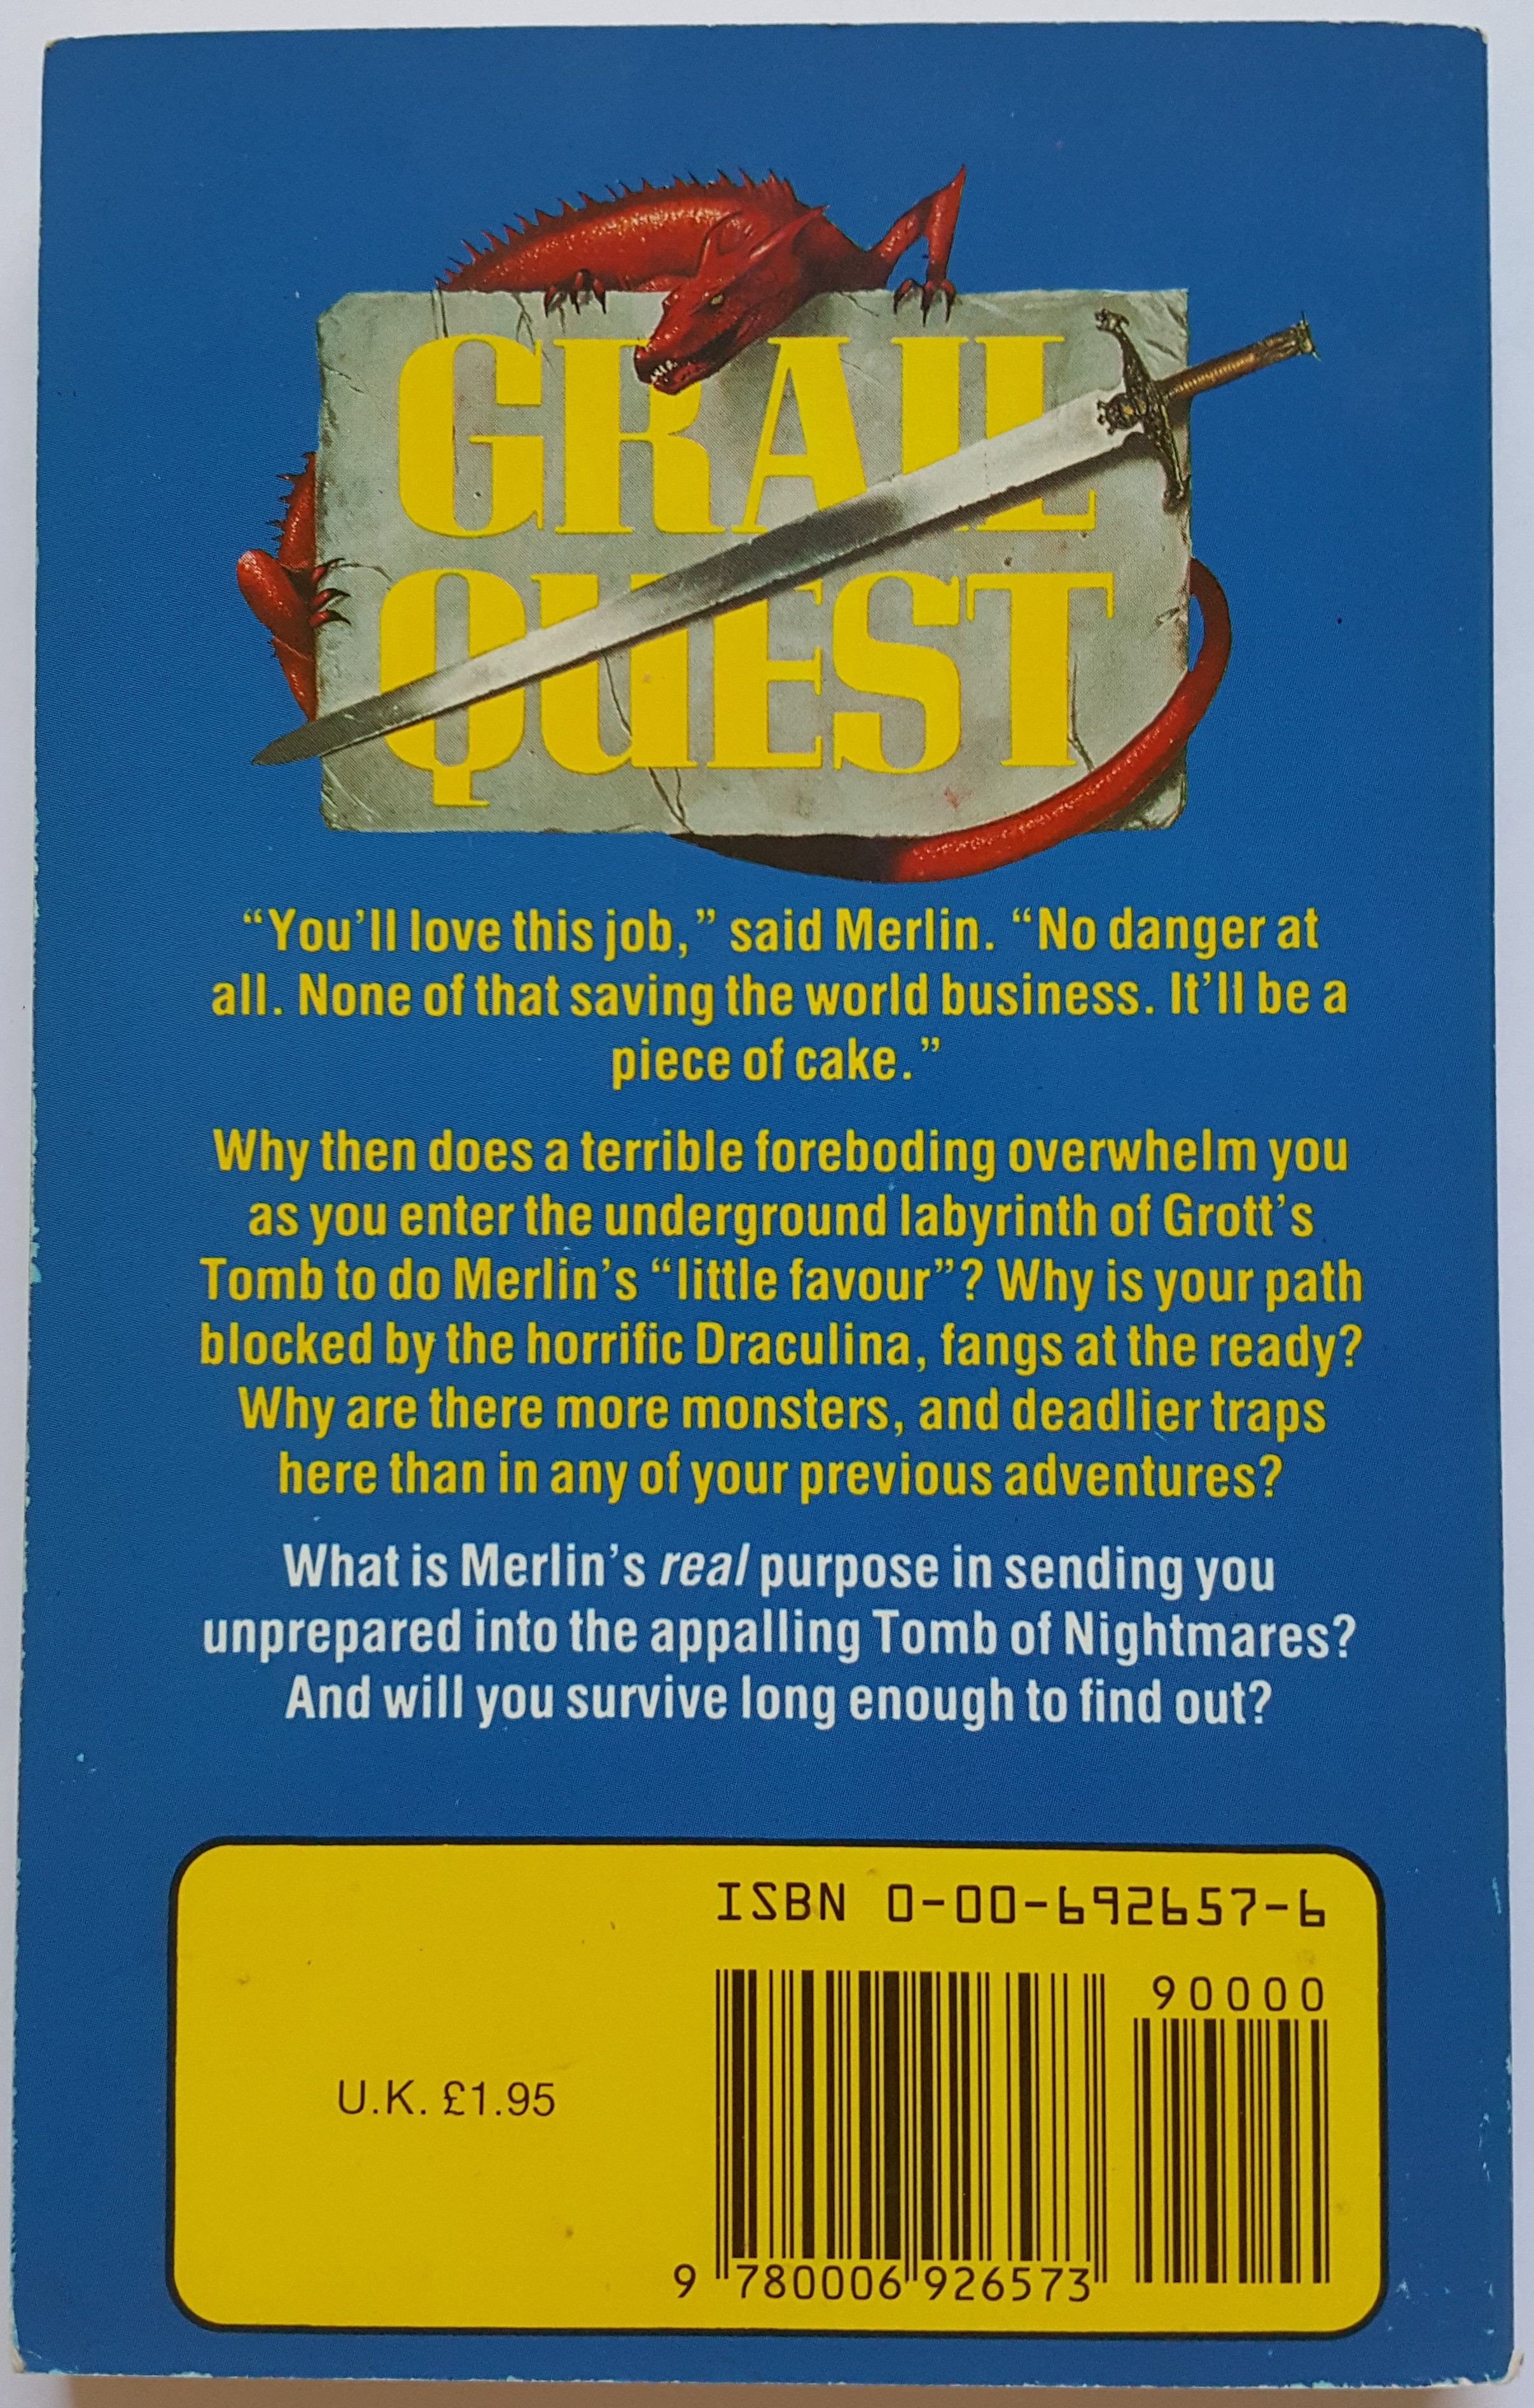 GRAIL
QUEST
“You’ll love this job,” said Merlin. “No danger at
all. None of that saving the world business. It’ll be a
piece of cake.”
Why then does a terrible foreboding overwhelm you
as you enter the underground labyrinth of Grott’s
Tomb to do Merlin’s “little favour”? Why is your path
blocked by the horrific Draculina, fangs at the ready?
Why are there more monsters, and deadlier traps
here than in any of your previous adventures?
What is Merlin’s real purpose in sending you
unprepared into the appalling Tomb of Nightmares?
And will you survive long enough to find out?
ISBN 0-00-692657-6
90000
U.K. £1.95
9 780006 926573